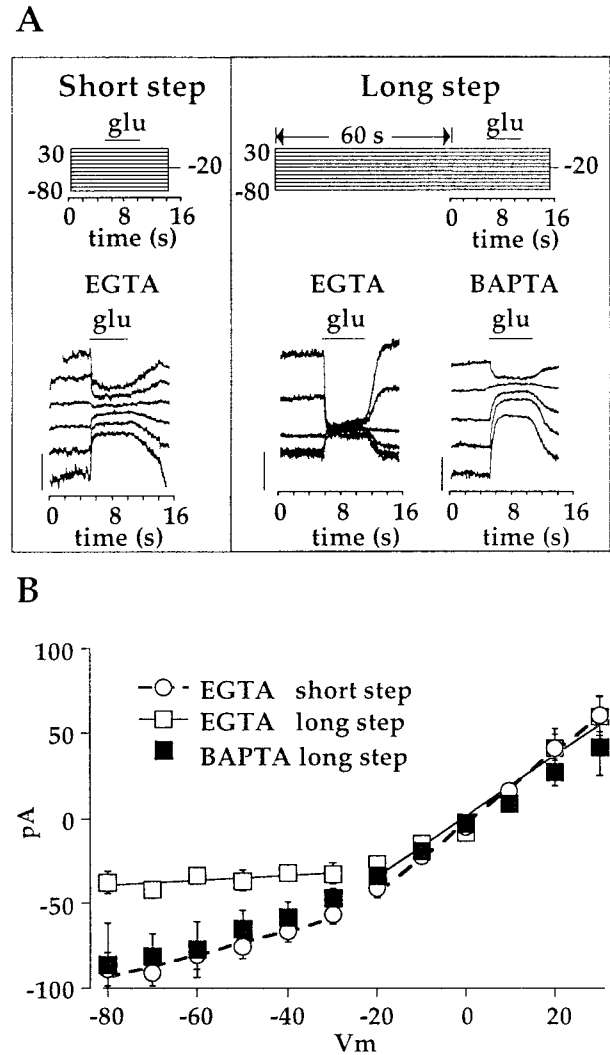 A
Short step
glu
30
-80
-20
0 8 16
time (s)
Long step
60 s
glu
30
-80
-20
0 8 16
time (s)
EGTA
glu
0 8 16
time (s)
EGTA
glu
0 8 16
time (s)
BAPTA
glu
0 8 16
time (s)
B
100
50
0
-50
-100
pA
EGTA short step
EGTA long step
BAPTA long step
-80 -60 -40 -20 0 20
Vm